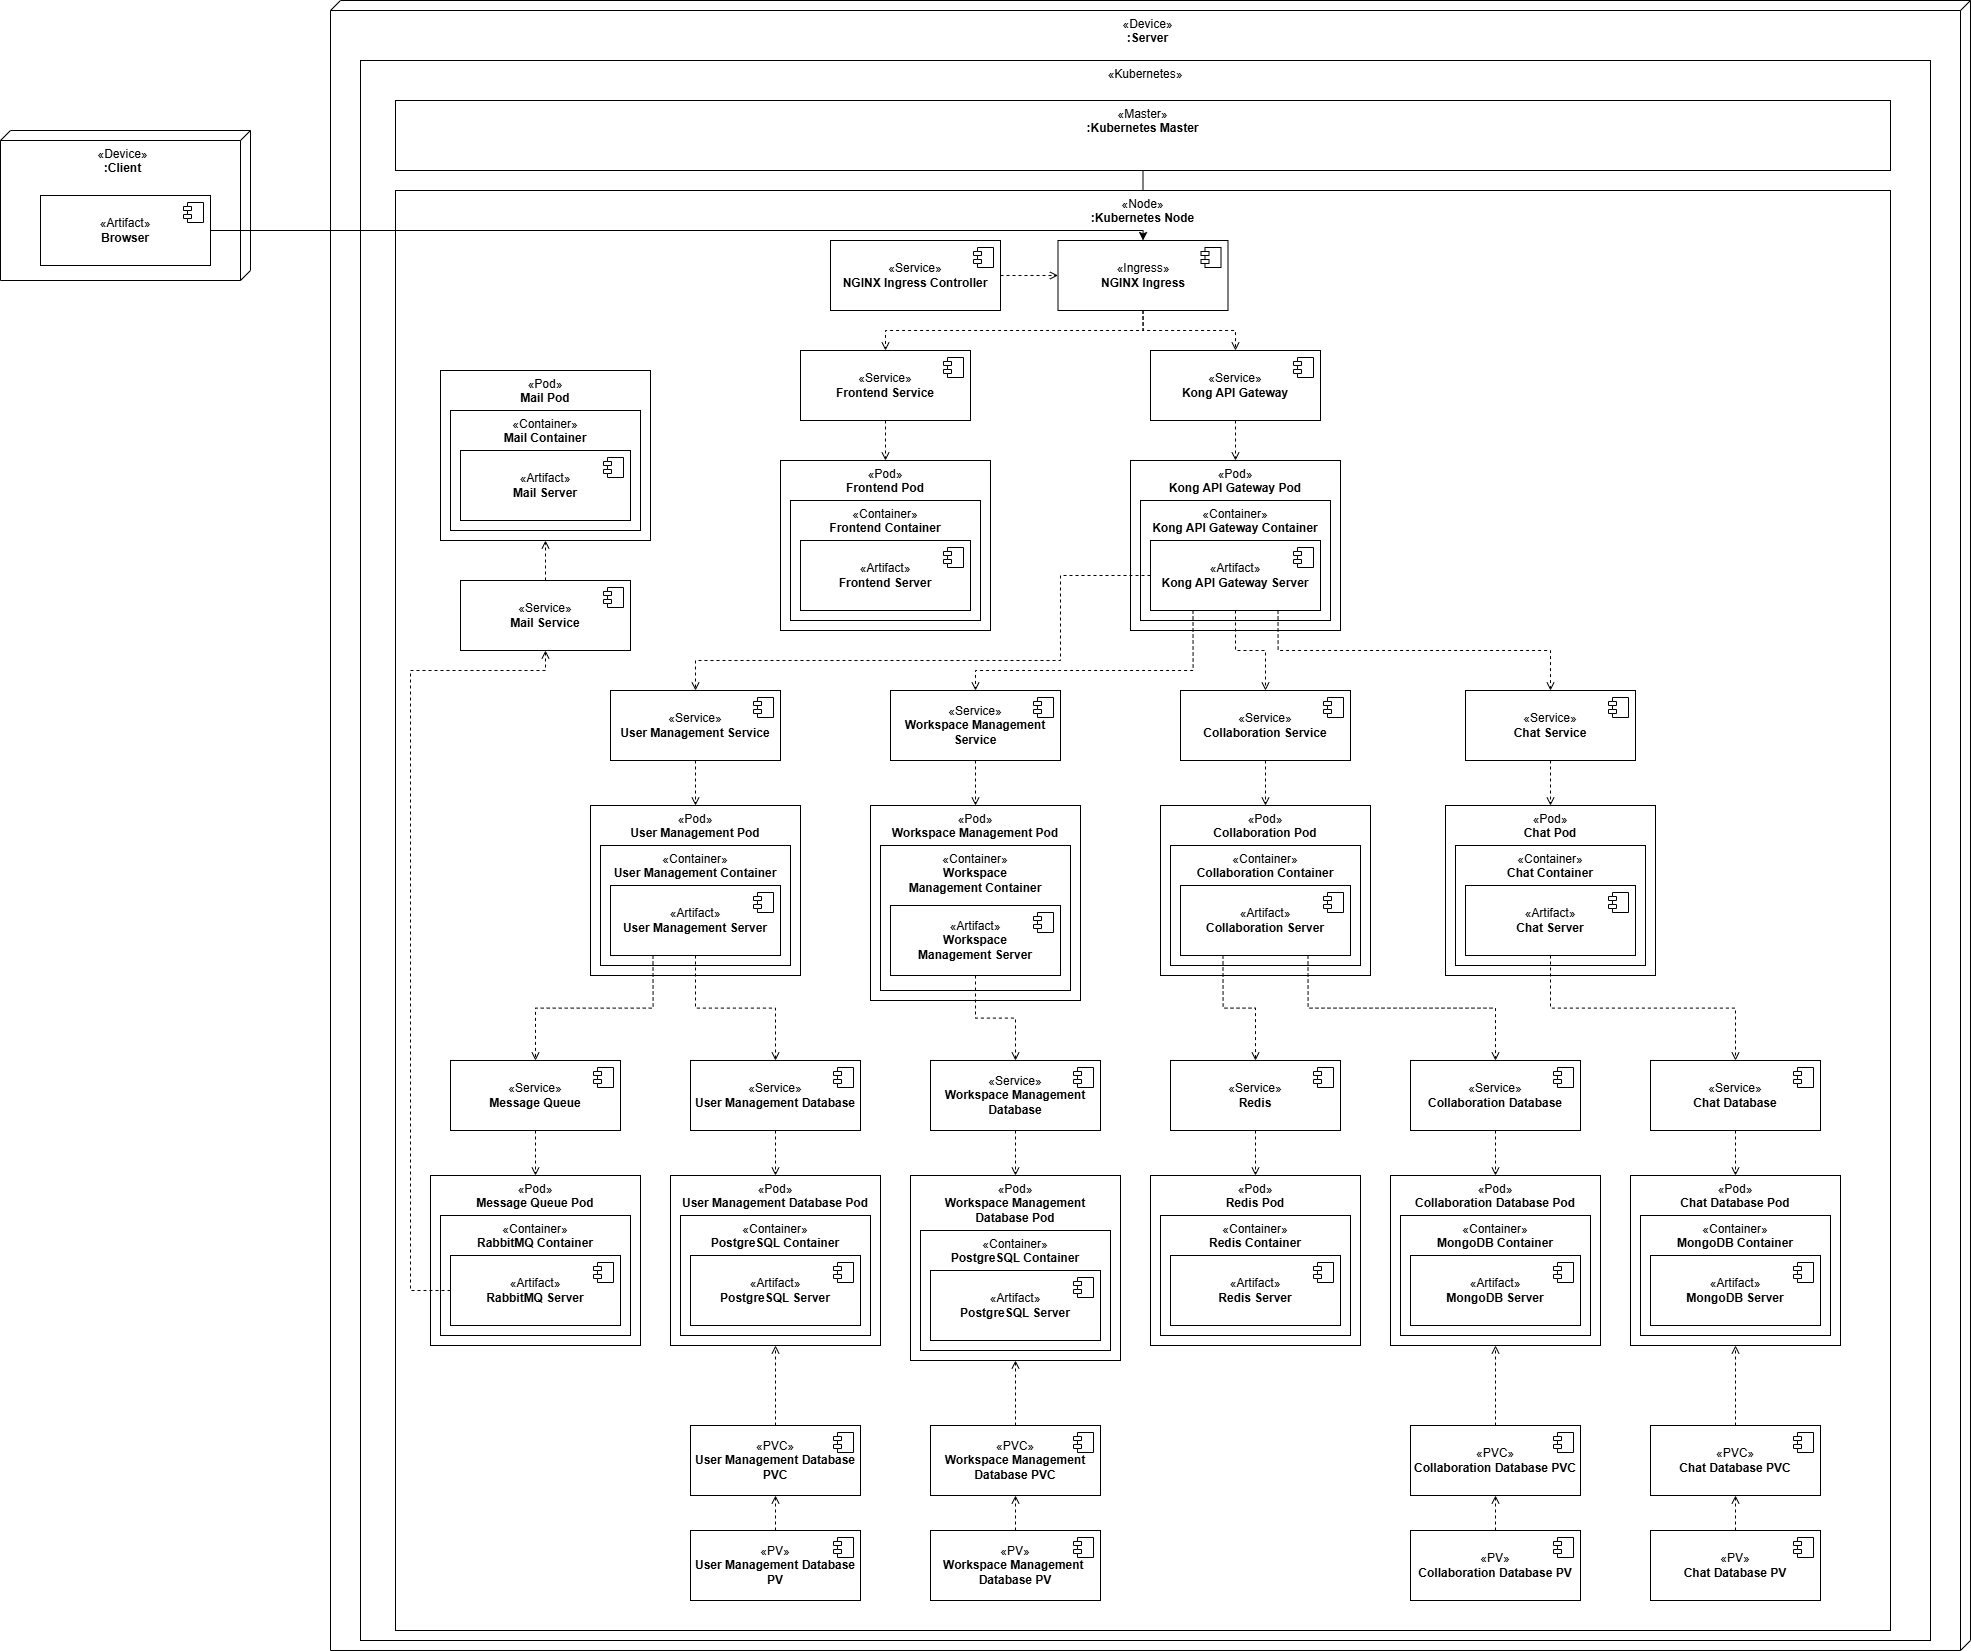 «Device»
:Server
«Kubernetes»
«Master»
:Kubernetes Master
«Device»
:Client
«Artifact»
Browser
«Node»
:Kubernetes Node
«Service»
NGINX Ingress Controller
«Ingress»
NGINX Ingress
«Service»
Frontend Service
«Service»
Kong API Gateway
«Pod»
Mail Pod
«Container»
Mail Container
«Artifact»
Mail Server
«Service»
Mail Service
«Pod»
Frontend Pod
«Container»
Frontend Container
«Artifact»
Frontend Server
«Pod»
Kong API Gateway Pod
«Container»
Kong API Gateway Container
«Artifact»
Kong API Gateway Server
«Service»
User Management Service
«Service»
Workspace Management
Service
«Service»
Collaboration Service
«Service»
Chat Service
«Pod»
User Management Pod
«Container»
User Management Container
«Artifact»
User Management Server
«Pod»
Workspace Management Pod
«Container»
Workspace
Management Container
«Artifact»
Workspace
Management Server
«Pod»
Collaboration Pod
«Container»
Collaboration Container
«Artifact»
Collaboration Server
«Pod»
Chat Pod
«Container»
Chat Container
«Artifact»
Chat Server
«Service»
Message Queue
«Service»
User Management Database
«Service»
Workspace Management
Database
«Service»
Redis
«Service»
Collaboration Database
«Service»
Chat Database
«Pod»
Message Queue Pod
«Container»
RabbitMQ Container
«Artifact»
RabbitMQ Server
«Pod»
User Management Database Pod
«Container»
PostgreSQL Container
«Artifact»
PostgreSQL Server
«Pod»
Workspace Management
Database Pod
«Container»
PostgreSQL Container
«Artifact»
PostgreSQL Server
«Pod»
Redis Pod
«Container»
Redis Container
«Artifact»
Redis Server
«Pod»
Collaboration Database Pod
«Container»
MongoDB Container
«Artifact»
MongoDB Server
«Pod»
Chat Database Pod
«Container»
MongoDB Container
«Artifact»
MongoDB Server
«PVC»
User Management Database
PVC
«PVC»
Workspace Management
Database PVC
«PVC»
Collaboration Database PVC
«PVC»
Chat Database PVC
«PV»
User Management Database
PV
«PV»
Workspace Management
Database PV
«PV»
Collaboration Database PV
«PV»
Chat Database PV